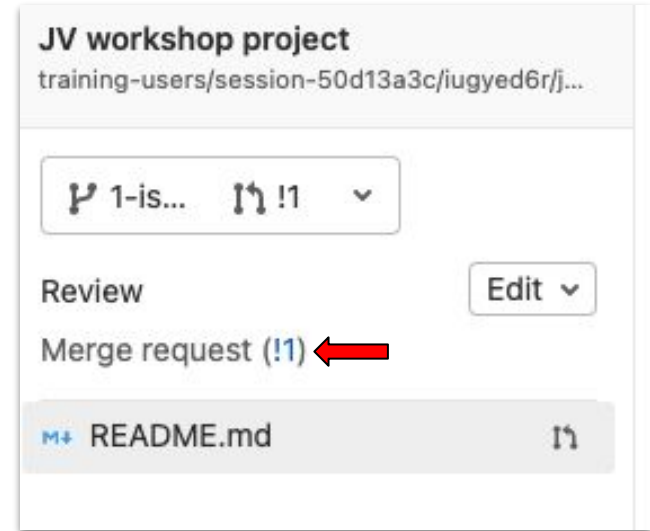 JV workshop project
training-users/session-50d13a3c/iugyed6r/j...
1-is... !1
Review Edit
Merge request (!1)
M README.md